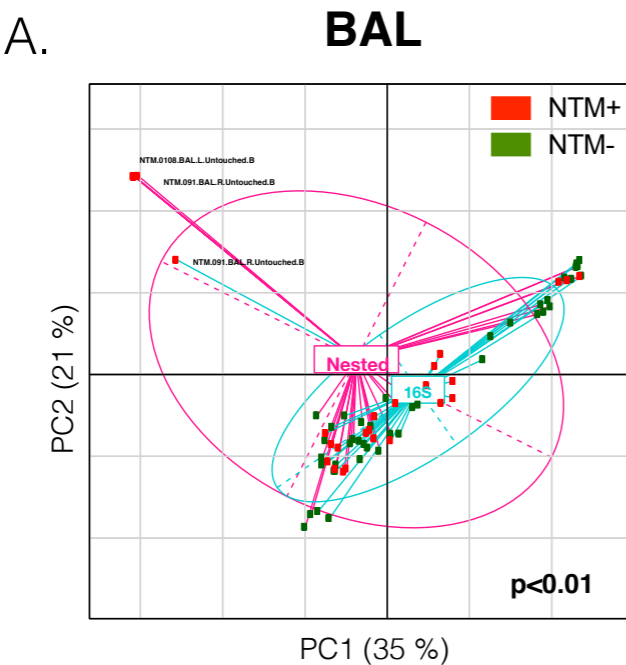 A.
BAL
NTM+
NTM-
NTM.0108.BAL.L.Untouched.B
NTM.091.BAL.R.Untouched.B
NTM.091.BAL.R.Untouched.B
Nested
16S
PC2 (21 %)
p<0.01
PC1 (35 %)